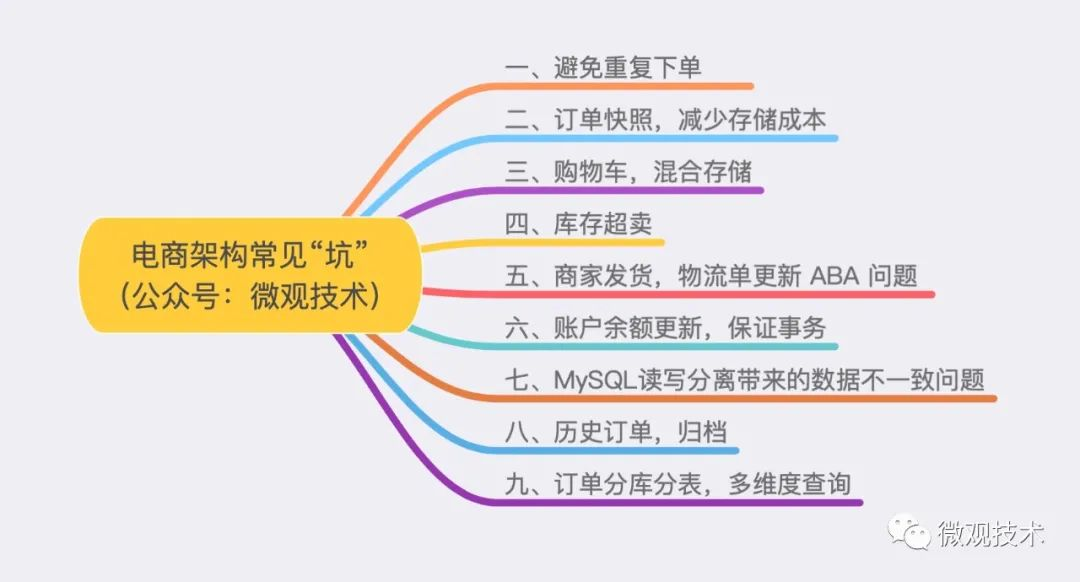 一、避免重复下单
二、订单快照，减少存储成本
三、购物车，混合存储
四、库存超卖
电商架构常见“坑”
（公众号：微观技术）
五、商家发货，物流单更新 ABA 问题
六、账户余额更新，保证事务
七、MySQL读写分离带来的数据不一致问题
八、历史订单，归档
九、订单分库分表，多维度查询
微观技术